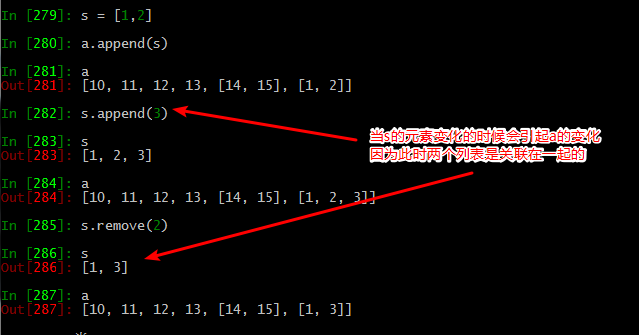 In [279]: s = [1,2]
In [280]: a.append(s)
In [281]: a
Out[281]: [10, 11, 12, 13, [14, 15], [1, 2]]
In [282]: s.append(3)
当s的元素变化的时候会引起a的变化
因为此时两个列表是关联在一起的
In [283]: s
Out[283]: [1, 2, 3]
In [284]: a
Out[284]: [10, 11, 12, 13, [14, 15], [1, 2, 3]]
In [285]: s.remove(2)
In [286]: s
Out[286]: [1, 3]
In [287]: a
Out[287]: [10, 11, 12, 13, [14, 15], [1, 3]]